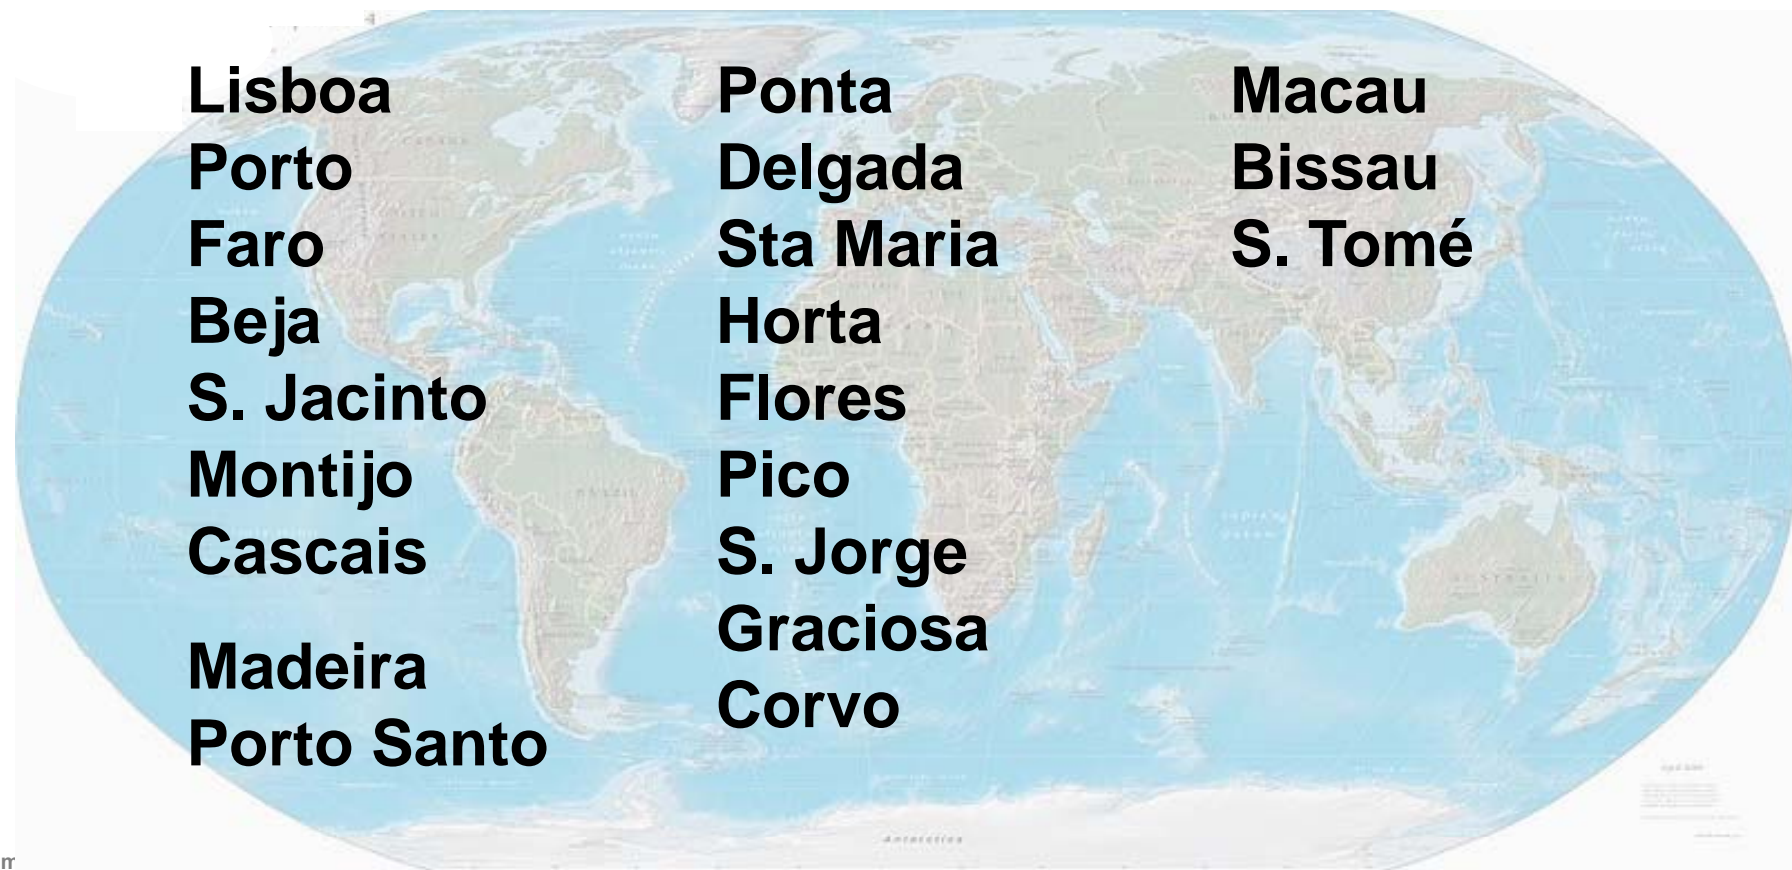 Lisboa
Porto
Faro
Beja
S. Jacinto
Montijo
Cascais
Madeira
Porto Santo
Ponta
Delgada
Sta Maria
Horta
Flores
Pico
S. Jorge
Graciosa
Corvo
Macau
Bissau
S. Tomé
Antarctica
m